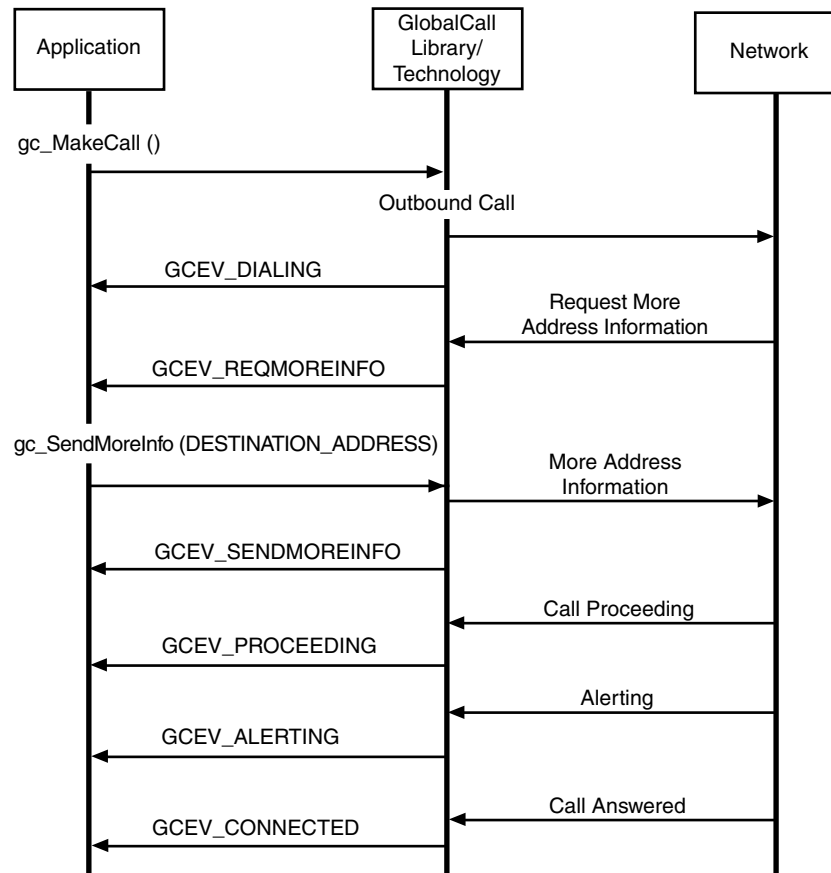 Application
GlobalCall
Library/
Technology
Network
gc_MakeCall ()
Outbound Call
GCEV_DIALING
Request More
Address Information
GCEV_REQMOREINFO
gc_SendMoreInfo (DESTINATION_ADDRESS)
More Address
Information
GCEV_SENDMOREINFO
Call Proceeding
GCEV_PROCEEDING
Alerting
GCEV_ALERTING
Call Answered
GCEV_CONNECTED